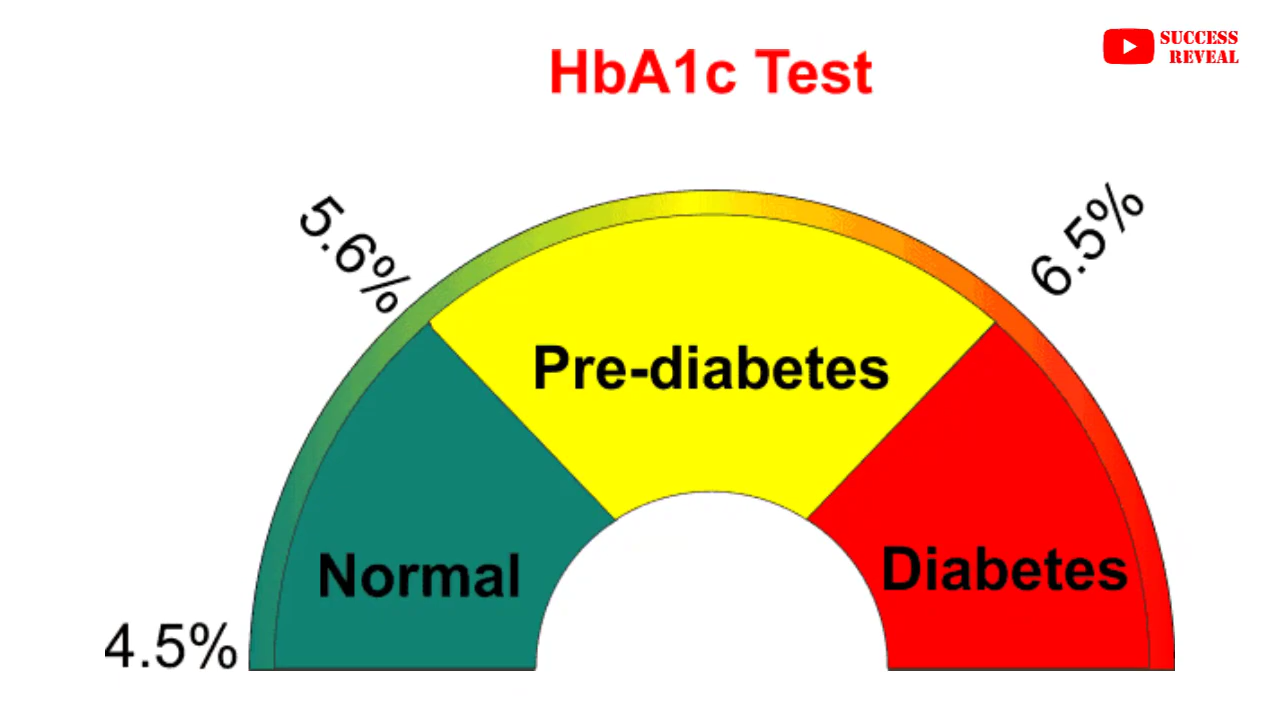 HbA1c Test
SUCCESS
REVEAL
5.6%
6.5%
Pre-diabetes
Normal
Diabetes
4.5%